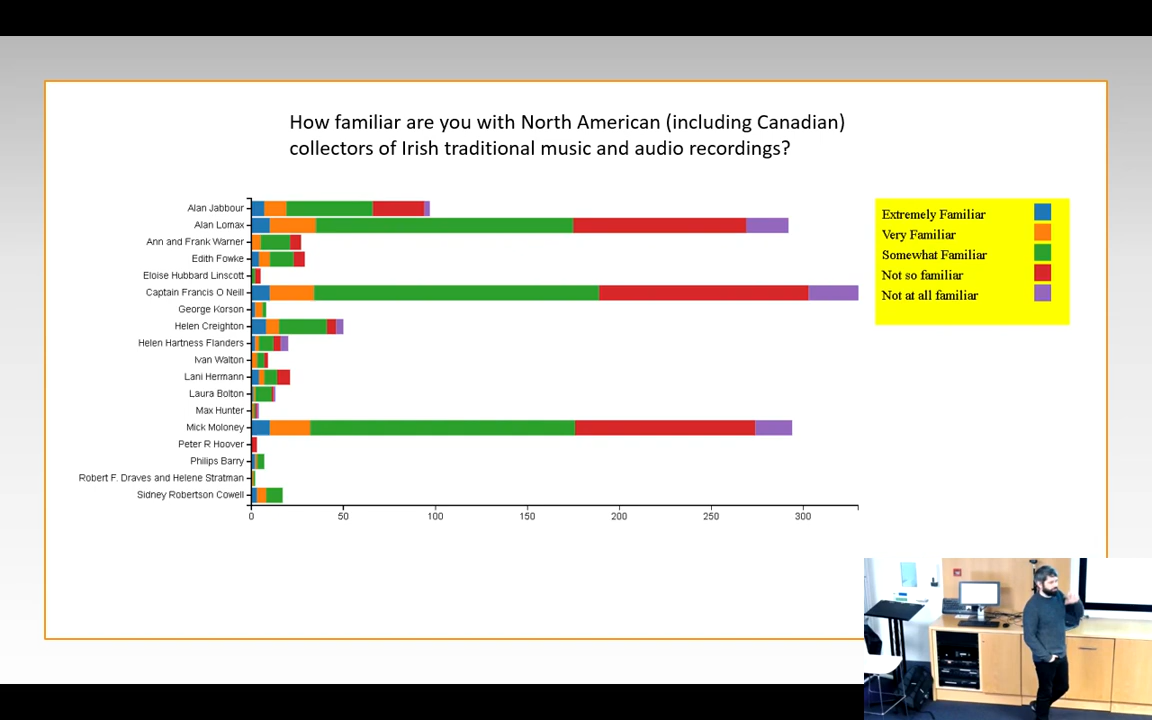 How familiar are you with North American (including Canadian)
collectors of Irish traditional music and audio recordings?
Alan Jabbour
Alan Lomax
Ann and Frank Warner
Edith Fowke
Eloise Hubbard Linscott
Captain Francis O Neill
George Korson
Helen Creighton
Helen Hartness Flanders
Ivan Walton
Lani Hermann
Laura Bolton
Max Hunter
Mick Moloney
Peter R Hoover
Philips Barry
Robert F. Draves and Helene Stratman
Sidney Robertson Cowell
0 50 100 150 200 250 300
Extremely Familiar
Very Familiar
Somewhat Familiar
Not so familiar
Not at all familiar